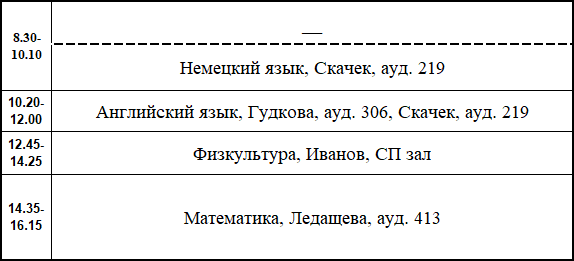 8.30-
10.10
—
Немецкий язык, Скачек, ауд. 219
10.20-
12.00
Английский язык, Гудкова, ауд. 306, Скачек, ауд. 219
12.45-
14.25
Физкультура, Иванов, СП зал
14.35-
16.15
Математика, Ледащева, ауд. 413